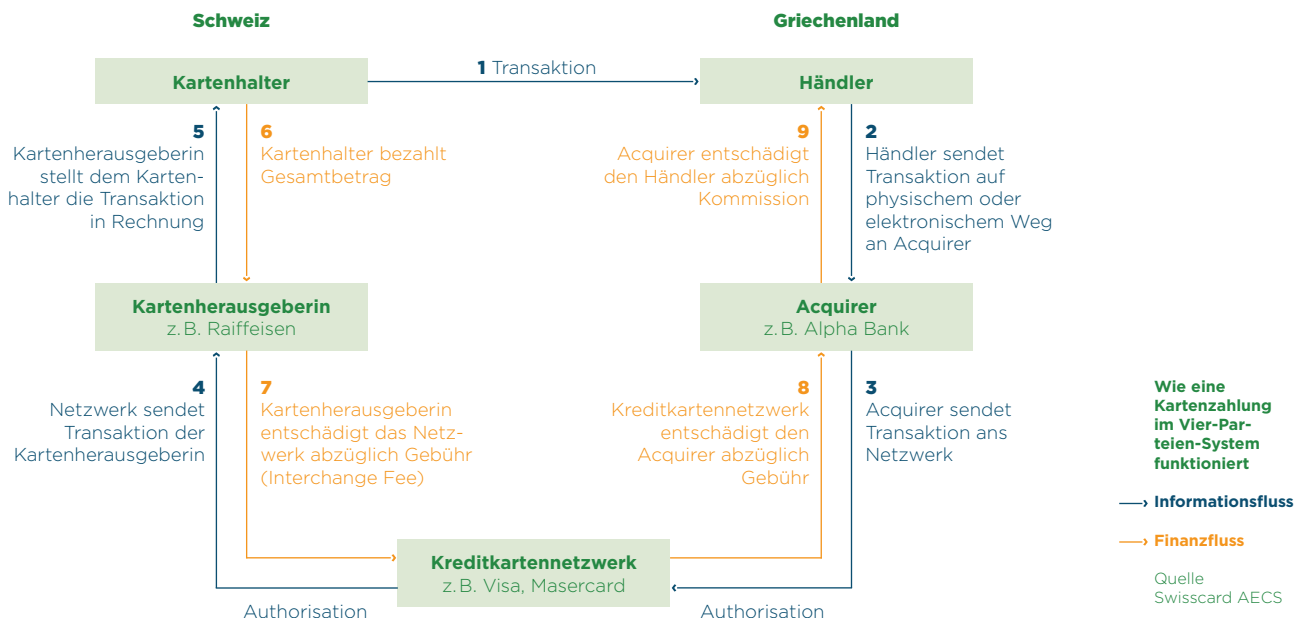 Schweiz
Griechenland
1 Transaktion
Kartenhalter
Händler
5
Kartenherausgeberin
stellt dem Karten-
halter die Transaktion
in Rechnung
6
Kartenhalter bezahlt
Gesamtbetrag
9
Acquirer entschädigt
den Händler abzüglich
Kommission
2
Händler sendet
Transaktion auf
physischem oder
elektronischem Weg
an Acquirer
Kartenherausgeberin
z. B. Raiffeisen
Acquirer
z. B. Alpha Bank
4
Netzwerk sendet
Transaktion der
Kartenherausgeberin
7
Kartenherausgeberin
entschädigt das Netz-
werk abzüglich Gebühr
(Interchange Fee)
8
Kreditkartennetzwerk
entschädigt den
Acquirer abzüglich
Gebühr
3
Acquirer sendet
Transaktion ans
Netzwerk
Kreditkartennetzwerk
z. B. Visa, Masercard
Authorisation
Authorisation
Wie eine
Kartenzahlung
im Vier-Par-
teien-System
funktioniert
Informationsfluss
Finanzfluss
Quelle
Swisscard AECS